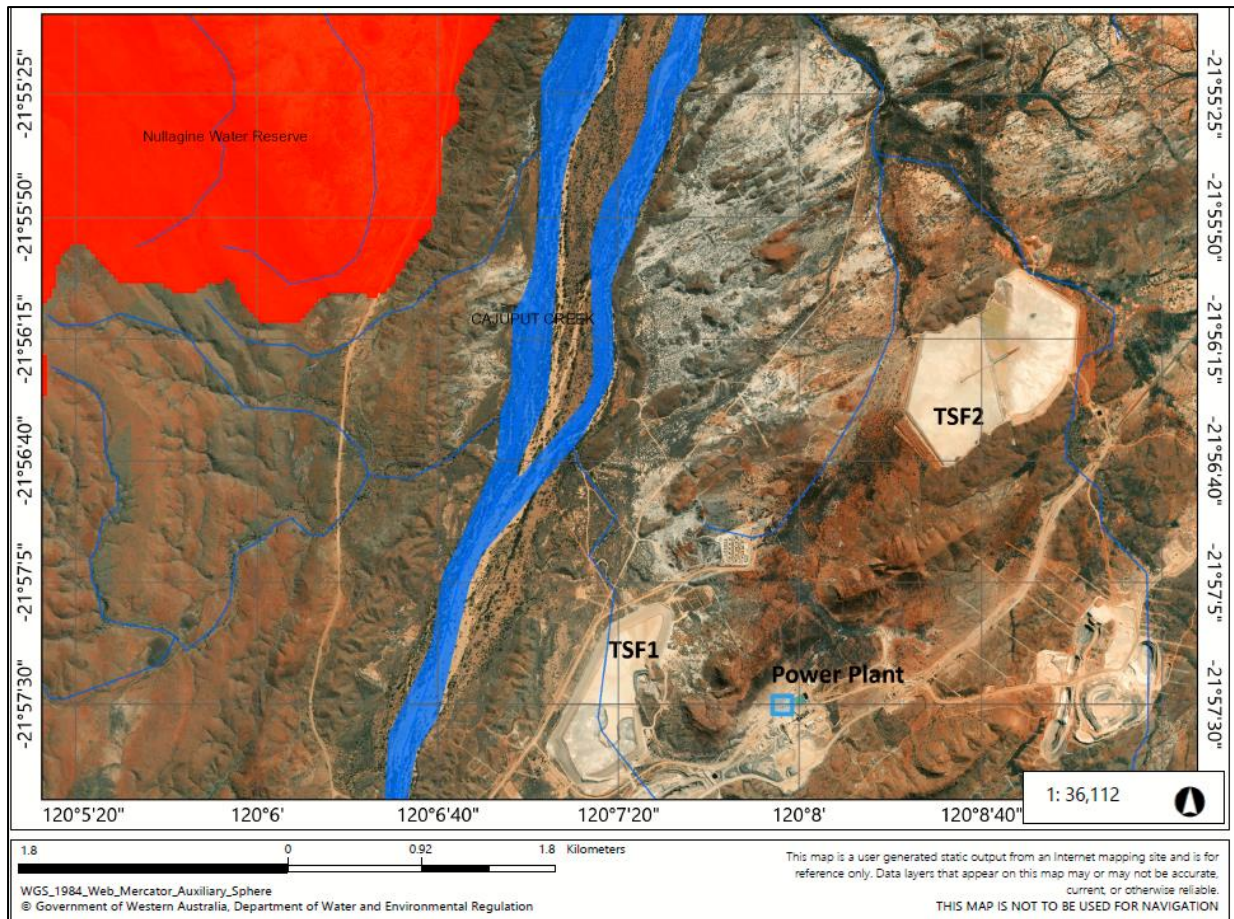 -21°55'25"
-21°55'25"
Nullagine Water Reserve
-21°55'50"
-21°55'50"
-21°56'15"
-21°56'15"
CAJUPUT CREEK
TSF2
-21°56'40"
-21°56'40"
-21°57'15"
-21°57'5"
TSF1
Power Plant
-21°57'30"
-21°57'30"
1: 36,112
120°5'20" 120°6' 120°6'40" 120°7'20" 120°8' 120°8'40"
1.8 0 0.92 1.8 Kilometers
WGS_1984_Web_Mercator_Auxiliary_Sphere
© Government of Western Australia, Department of Water and Environmental Regulation
This map is a user generated static output from an Internet mapping site and is for
reference only. Data layers that appear on this map may or may not be accurate,
current, or otherwise reliable.
THIS MAP IS NOT TO BE USED FOR NAVIGATION